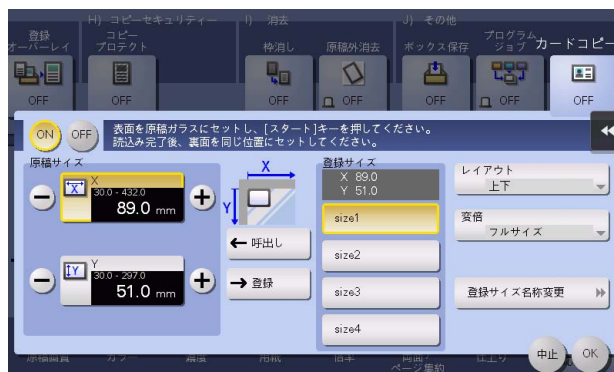 H) コピーセキュリティー
I) 消去
J) その他
登録
オーバーレイ
コピー
プロテクト
枠消し
原稿外消去
ボックス保存
プログラム
ジョブ
カードコピー
OFF
OFF
OFF
OFF
OFF
OFF
OFF
ON
OFF
表面を原稿ガラスにセットし、[スタート]キーを押してください。
読込み完了後、裏面を同じ位置にセットしてください。
原稿サイズ
X
30.0 - 432.0
89.0 mm
Y
30.0 - 297.0
51.0 mm
X
Y
← 呼出し
→ 登録
登録サイズ
X 89.0
Y 51.0
size1
size2
size3
size4
レイアウト
上下
変倍
フルサイズ
登録サイズ名称変更
原稿画質
カラー
濃度
用紙
倍率
両面/
ページ集約
仕上り
中止
OK